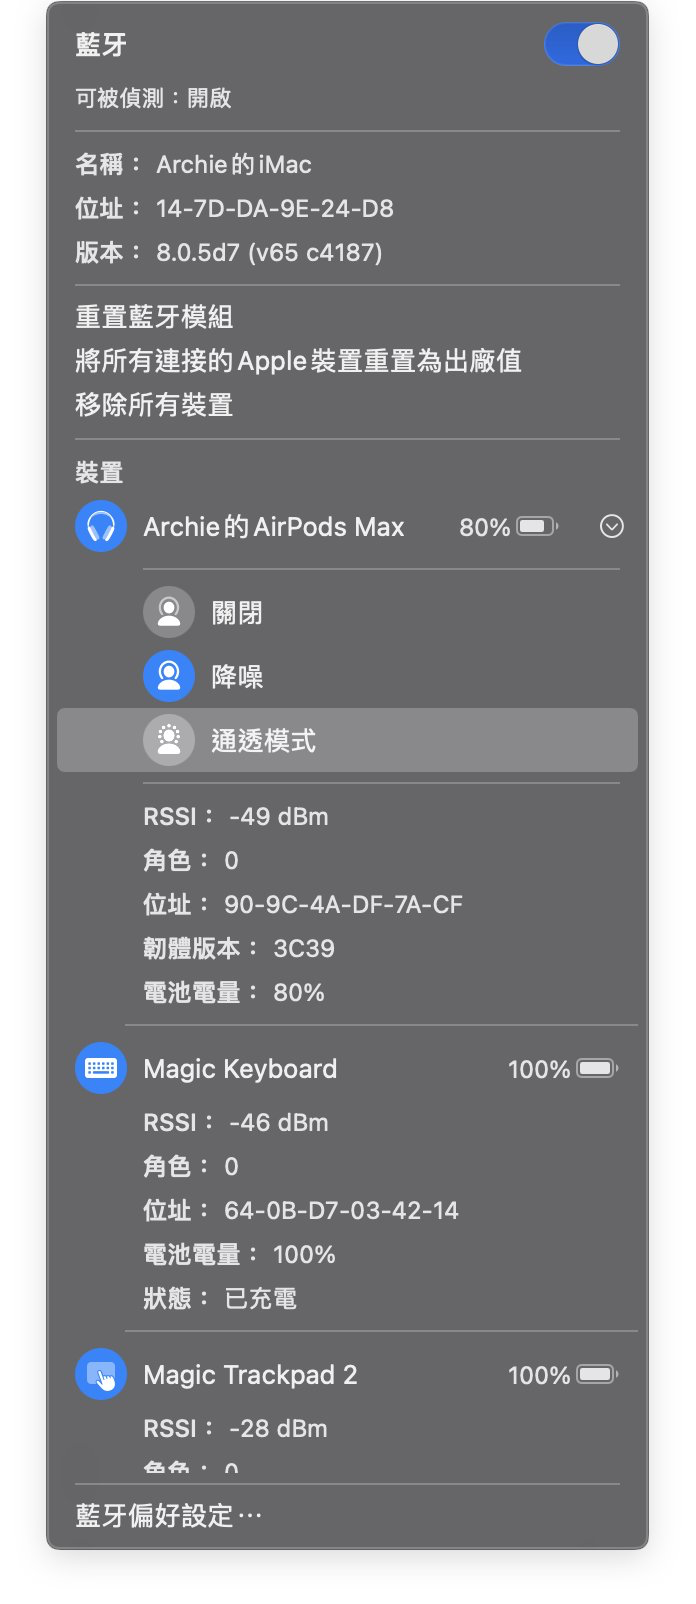 藍牙
可被偵測：開啟
名稱： Archie的iMac
位址： 14-7D-DA-9E-24-D8
版本： 8.0.5d7 (v65 c4187)
重置藍牙模組
將所有連接的Apple裝置重置為出廠值
移除所有裝置
裝置
Archie的AirPods Max 80%
關閉
降噪
通透模式
RSSI： -49 dBm
角色： 0
位址： 90-9C-4A-DF-7A-CF
韌體版本： 3C39
電池電量： 80%
Magic Keyboard 100%
RSSI： -46 dBm
角色： 0
位址： 64-0B-D7-03-42-14
電池電量： 100%
狀態： 已充電
Magic Trackpad 2 100%
RSSI： -28 dBm
角色： 0
藍牙偏好設定⋯